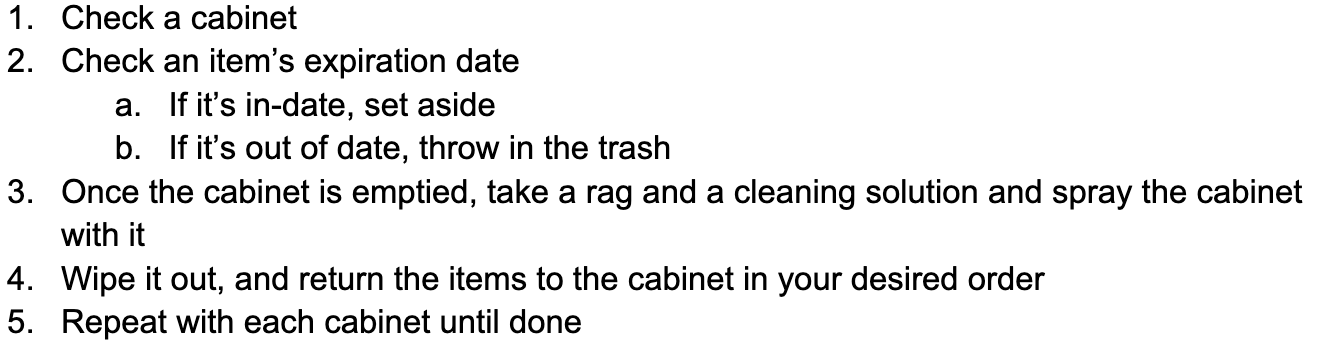 1. Check a cabinet
2. Check an item’s expiration date
a. If it’s in-date, set aside
b. If it’s out of date, throw in the trash
3. Once the cabinet is emptied, take a rag and a cleaning solution and spray the cabinet
with it
4. Wipe it out, and return the items to the cabinet in your desired order
5. Repeat with each cabinet until done